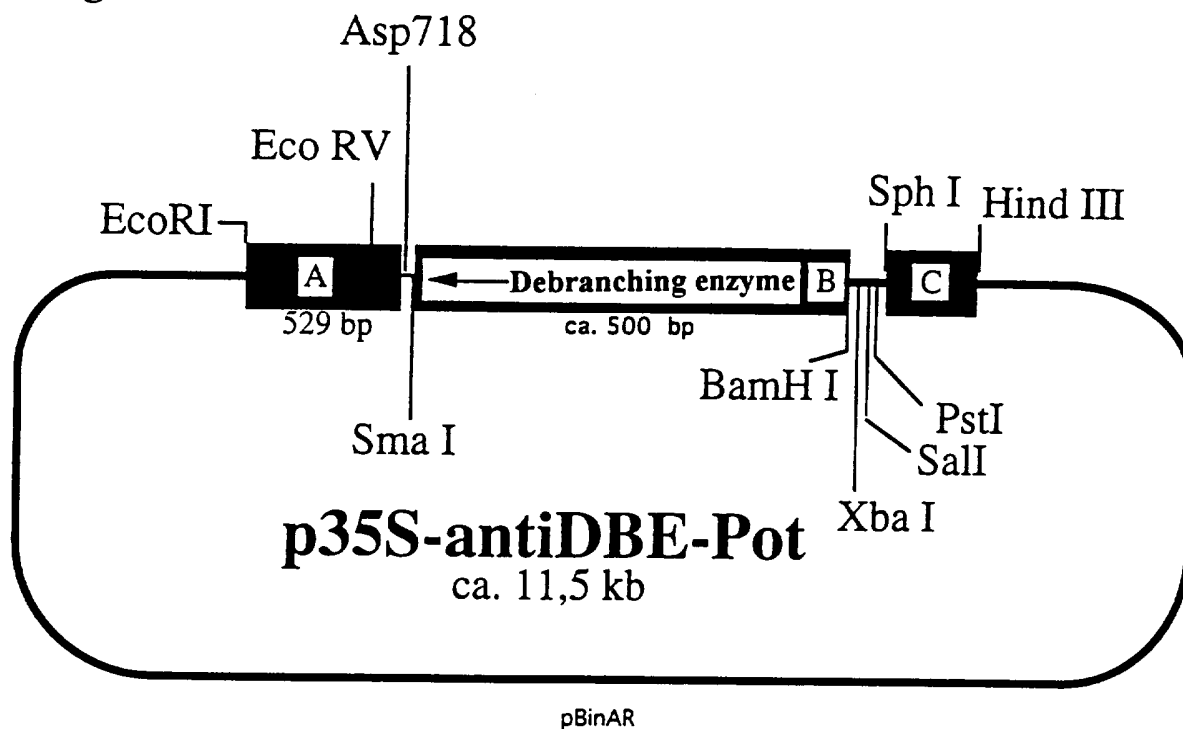 Asp718
Eco RV
EcoRI
Sph I
Hind III
A
Debranching enzyme
B
C
529 bp
ca. 500 bp
BamH I
PstI
Sma I
SalI
Xba I
p35S-antiDBE-Pot
ca. 11,5 kb
pBinAR